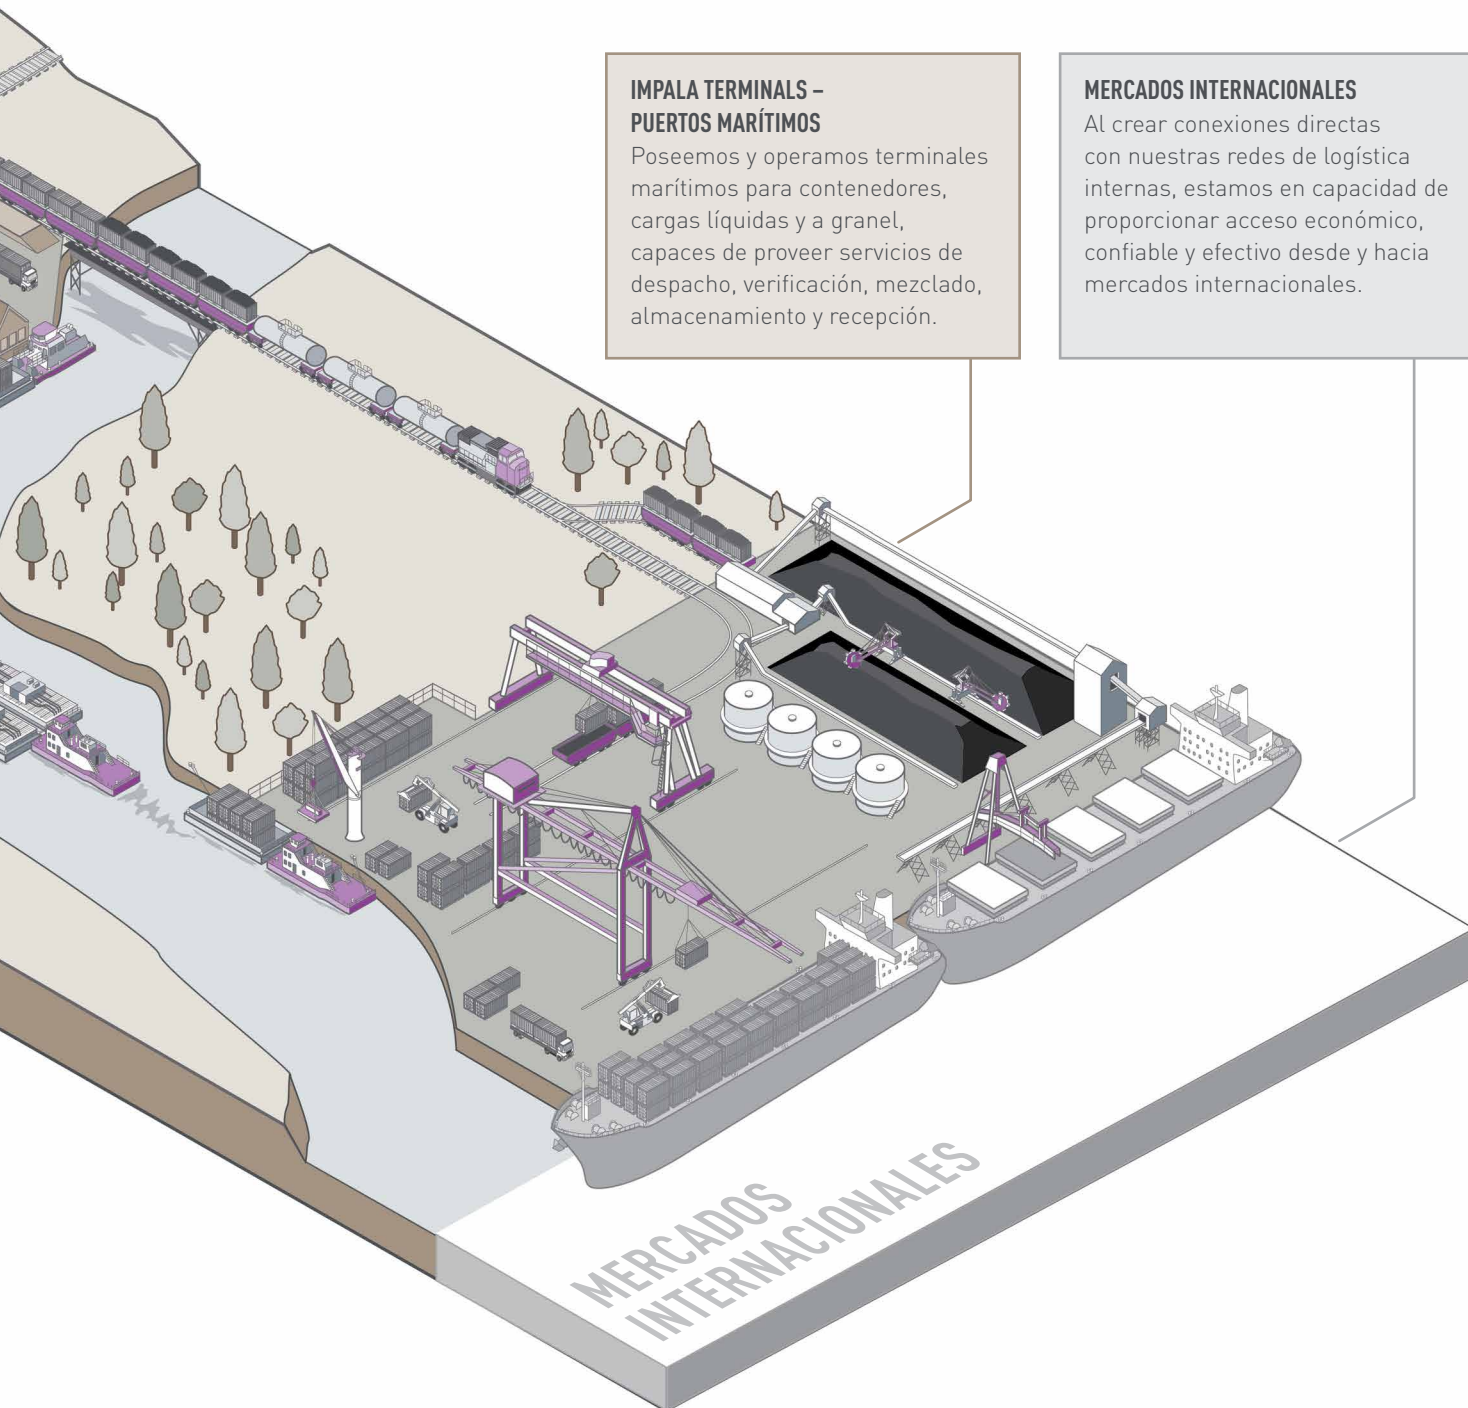 IMPALA TERMINALS –
PUERTOS MARÍTIMOS
Poseemos y operamos terminales
marítimos para contenedores,
cargas líquidas y a granel,
capaces de proveer servicios de
despacho, verificación, mezclado,
almacenamiento y recepción.
MERCADOS INTERNACIONALES
Al crear conexiones directas
con nuestras redes de logística
internas, estamos en capacidad de
proporcionar acceso económico,
confiable y efectivo desde y hacia
mercados internacionales.
MERCADOS
INTERNACIONALES